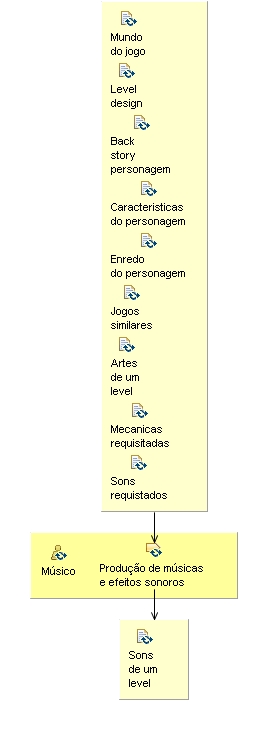 Mundo
do jogo
Level
design
Back
story
personagem
Caracteristicas
do personagem
Enredo
do personagem
Jogos
similares
Artes
de um
level
Mecanicas
requisitadas
Sons
requistados
Músico
Produção de músicas
e efeitos sonoros
Sons
de um
level